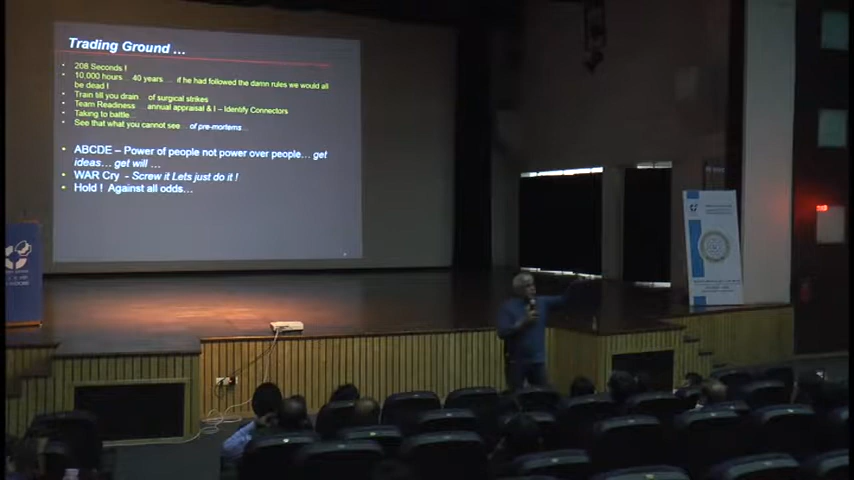 Trading Ground ...
208 Seconds !
10,000 hours... 40 years.... if he had followed the damn rules we would all
be dead !
Train till you drain... of surgical strikes
Team Readiness ... annual appraisal & I – Identify Connectors
Talking to battle...
See that what you cannot see... of pre-mortems...
ABCDE – Power of people not power over people... get
ideas... get will ...
WAR Cry - Screw it Lets just do it !
Hold ! Against all odds...